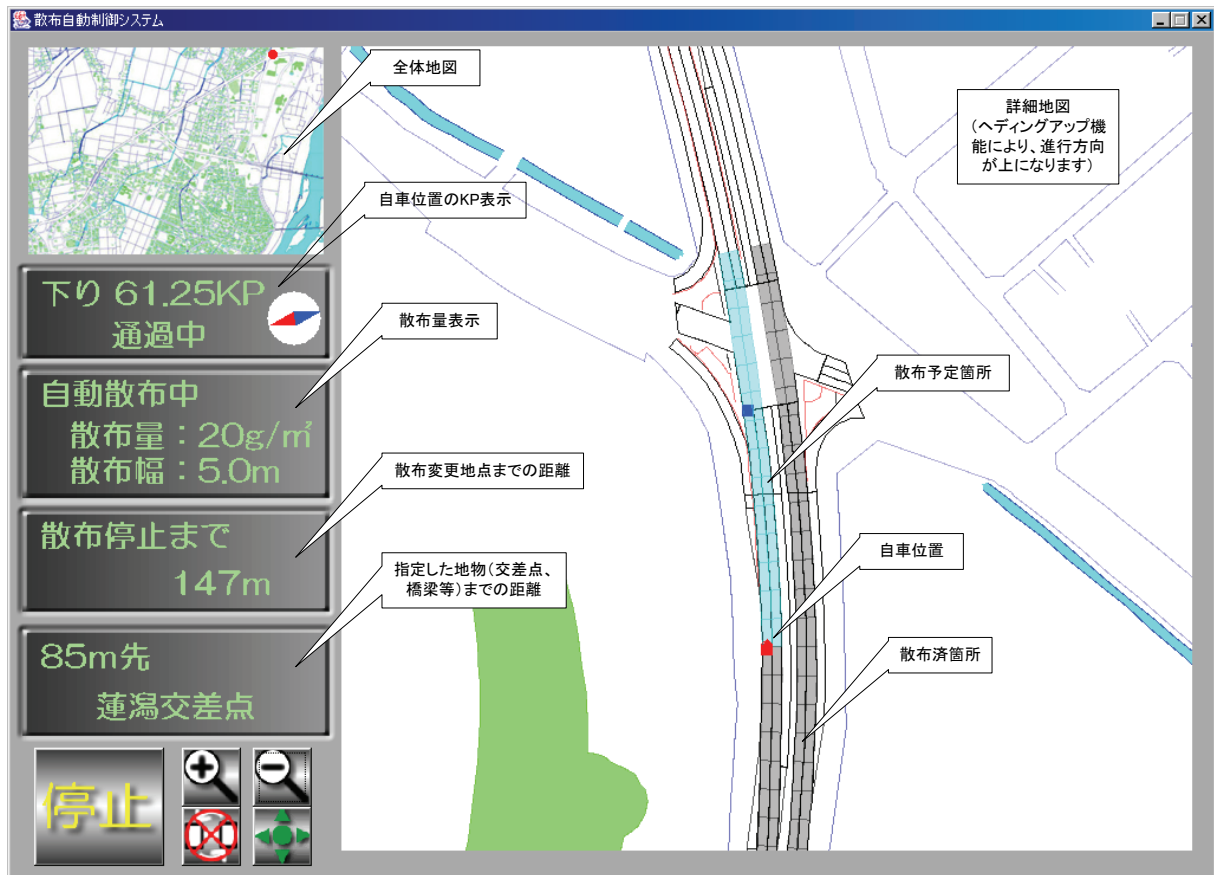 散布自動制御システム
全体地図
自車位置のKP表示
下り 61.25KP
通過中
散布量表示
自動散布中
散布量：20g/㎡
散布幅：5.0m
散布変更地点までの距離
散布停止まで
147m
指定した地物(交差点、
橋梁等)までの距離
85m先
蓮潟交差点
停止
詳細地図
(ヘディングアップ機
能により、進行方向
が上になります)
散布予定箇所
自車位置
散布済箇所